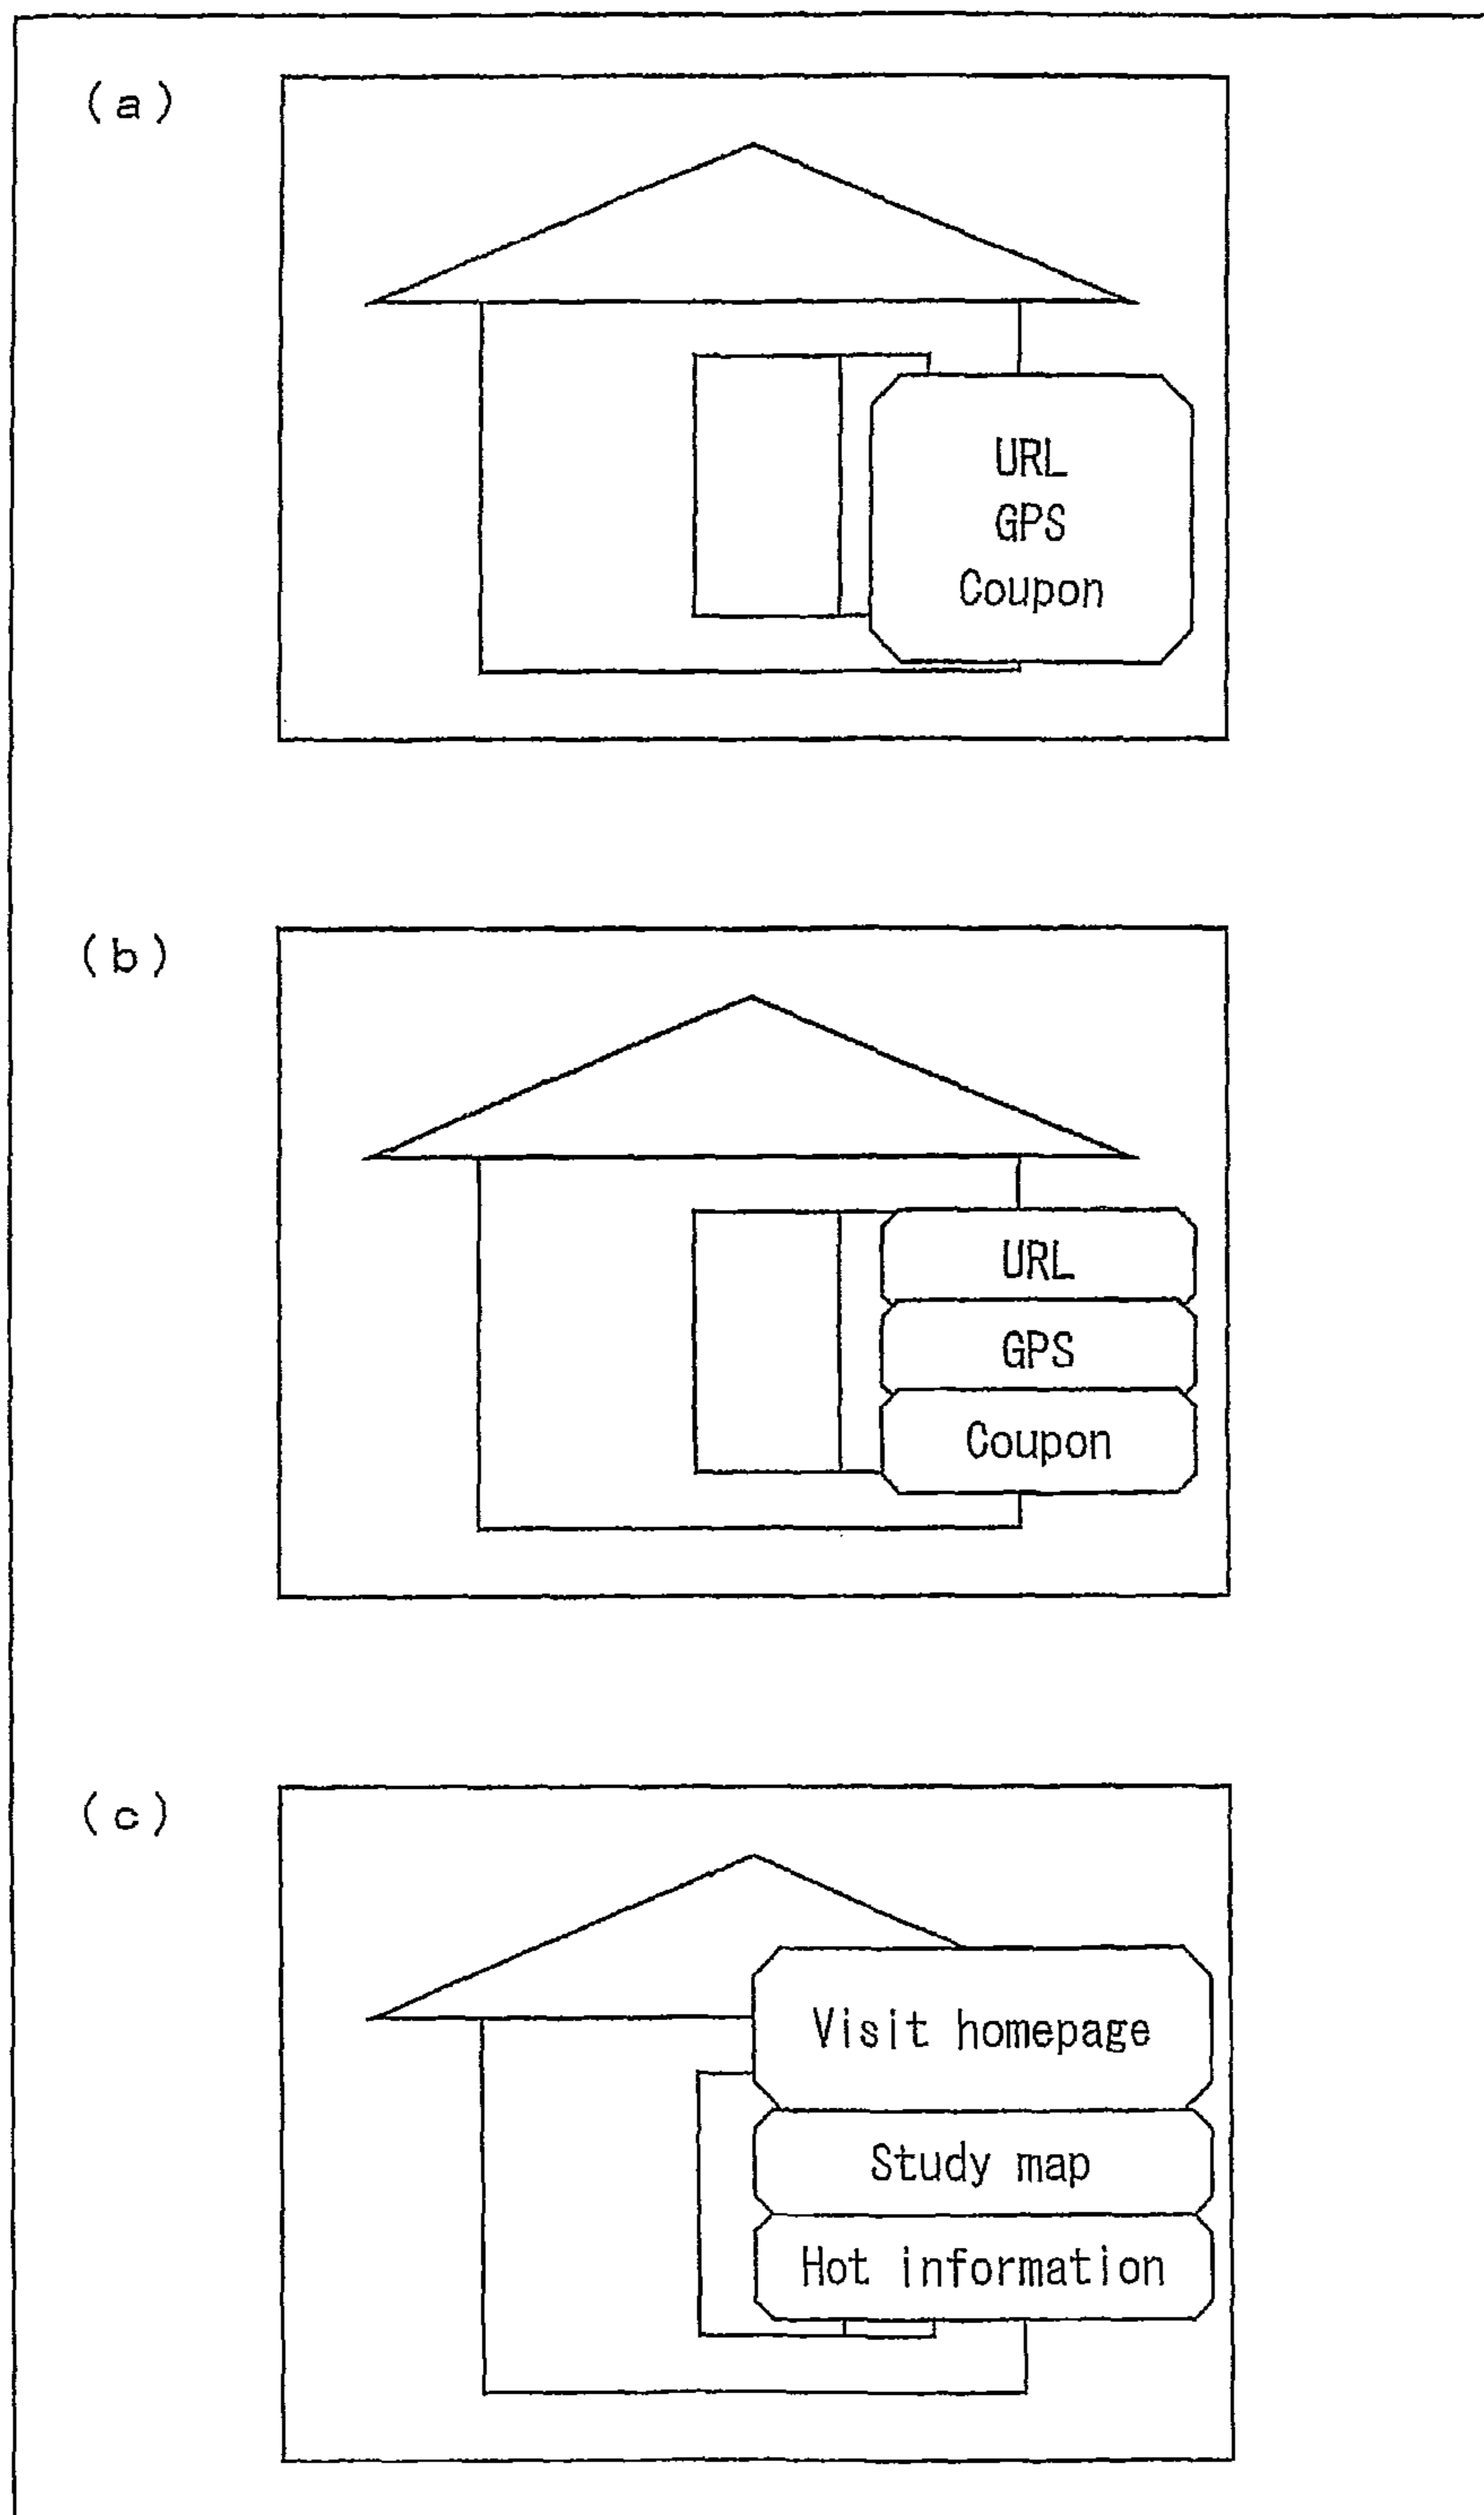 (a)
URL
GPS
Coupon
(b)
URL
GPS
Coupon
(c)
Visit homepage
Study map
Hot information